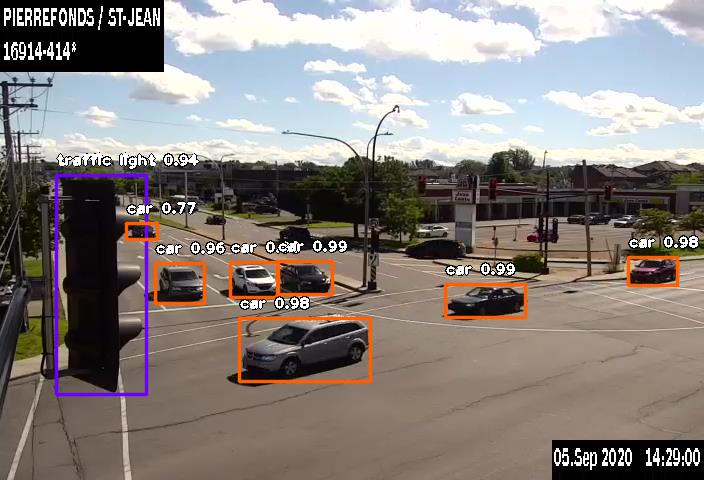 PIERREFONDS / ST-JEAN
16914-414*
traffic light 0.94
car 0.77
car 0.96
car
car 0.99
car 0.99
car 0.98
car 0.98
05.Sep 2020 14:29:00